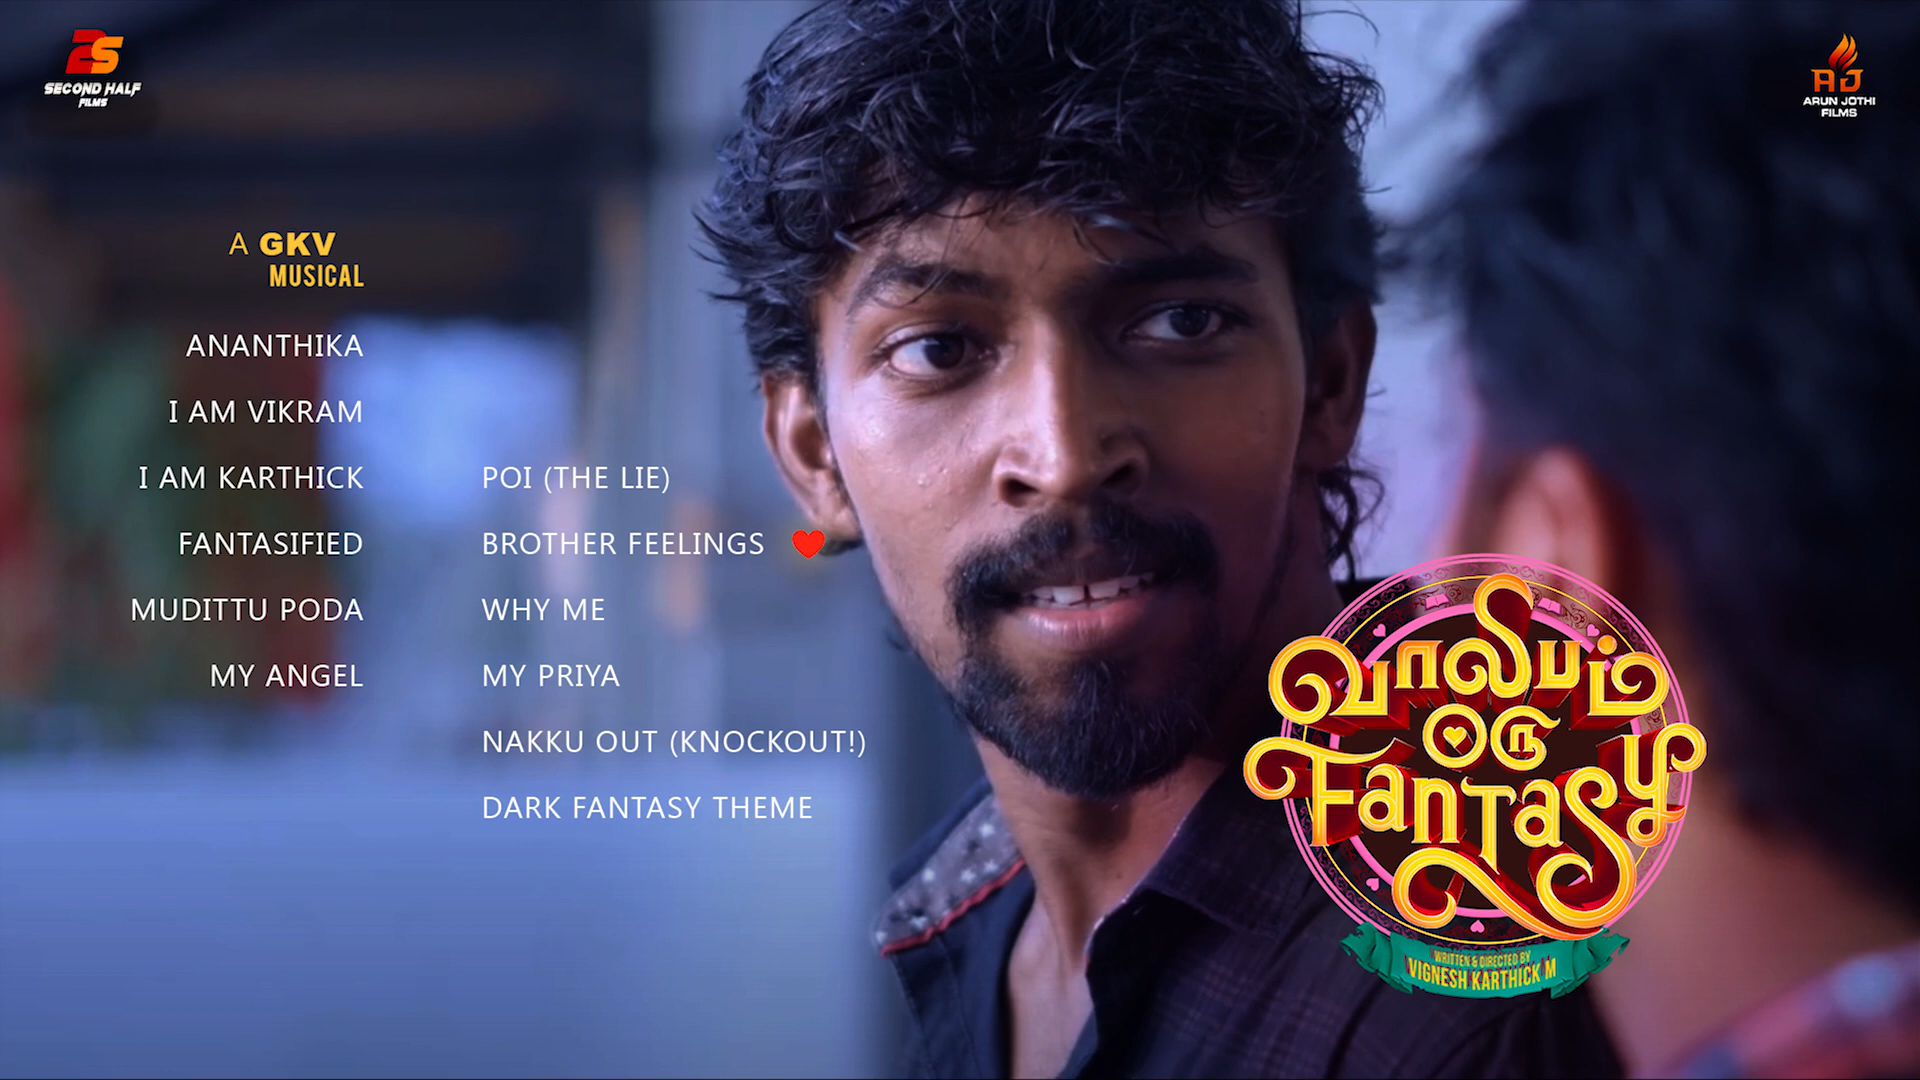 2S
SECOND HALF
FILMS
AJ
ARUN JOTHI
FILMS
A GKV
MUSICAL
ANANTHIKA
I AM VIKRAM
I AM KARTHICK
FANTASIFIED
MUDITTU PODA
MY ANGEL
POI (THE LIE)
BROTHER FEELINGS ❤
WHY ME
MY PRIYA
NAKKU OUT (KNOCKOUT!)
DARK FANTASY THEME
வாலிபம்
ஒரு
Fantasy
WRITTEN & DIRECTED BY
VIGNESH KARTHICK M